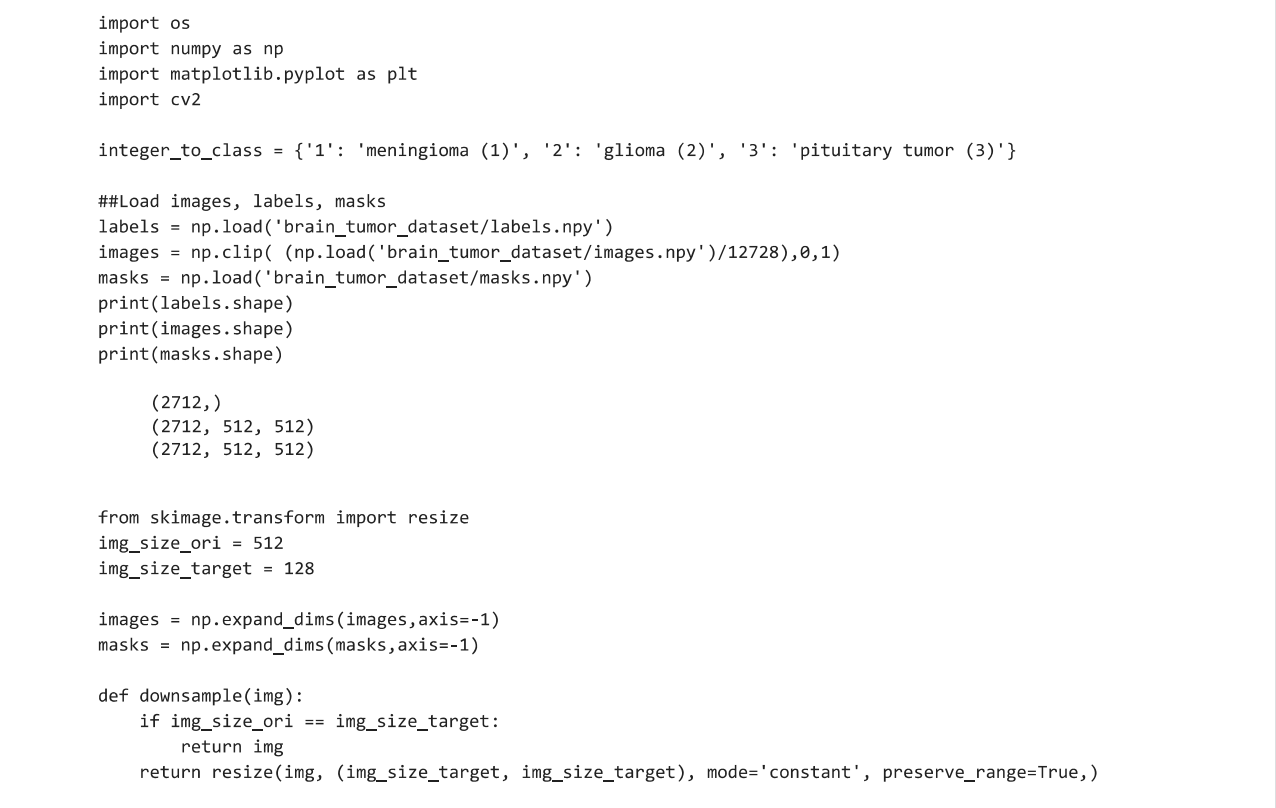 import os
import numpy as np
import matplotlib.pyplot as plt
import cv2
integer_to_class = {'1': 'meningioma (1)', '2': 'glioma (2)', '3': 'pituitary tumor (3)'}
##Load images, labels, masks
labels = np.load('brain_tumor_dataset/labels.npy')
images = np.clip( (np.load('brain_tumor_dataset/images.npy')/12728),0,1)
masks = np.load('brain_tumor_dataset/masks.npy')
print(labels.shape)
print(images.shape)
print(masks.shape)
(2712,)
(2712, 512, 512)
(2712, 512, 512)
from skimage.transform import resize
img_size_ori = 512
img_size_target = 128
images = np.expand_dims(images,axis=-1)
masks = np.expand_dims(masks,axis=-1)
def downsample(img):
    if img_size_ori == img_size_target:
        return img
    return resize(img, (img_size_target, img_size_target), mode='constant', preserve_range=True,)